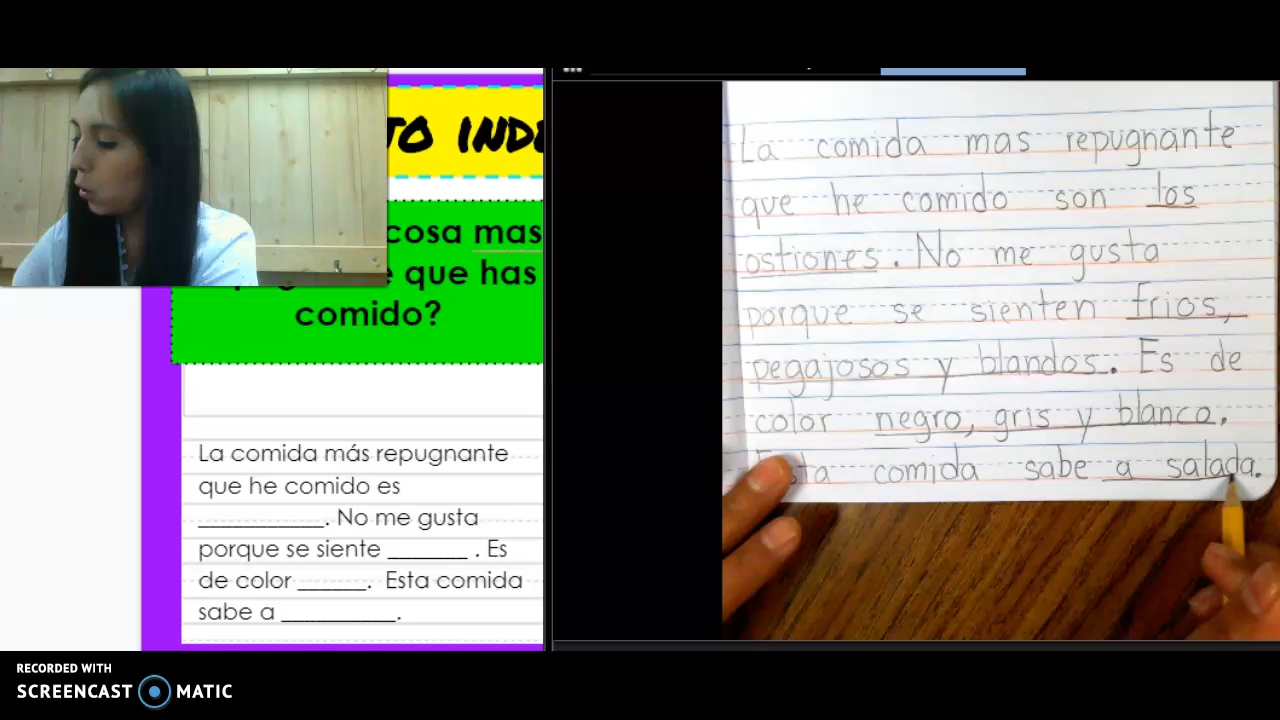 TO INDE
cosa mas
e que has
comido?
La comida más repugnante
que he comido es
____________. No me gusta
porque se siente ________ . Es
de color _______. Esta comida
sabe a ___________.
La comida mas repugnante
que he comido son los
ostiones. No me gusta
porque se sienten frios,
pegajosos y blandos. Es de
color negro, gris y blanco.
Esta comida sabe a salada.
RECORDED WITH
SCREENCAST MATIC